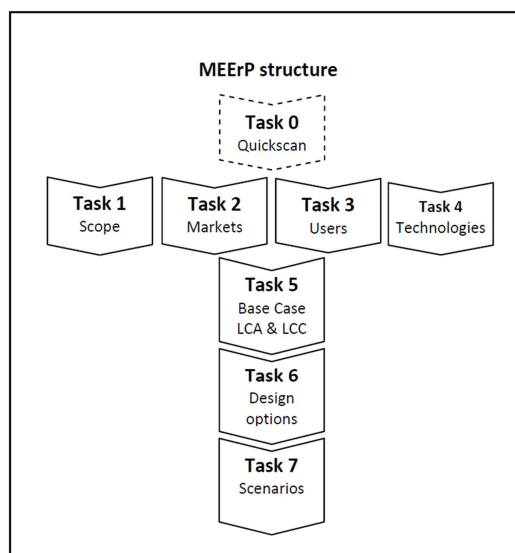 MEErP structure
Task 0
Quickscan
Task 1
Scope
Task 2
Markets
Task 3
Users
Task 4
Technologies
Task 5
Base Case
LCA & LCC
Task 6
Design
options
Task 7
Scenarios